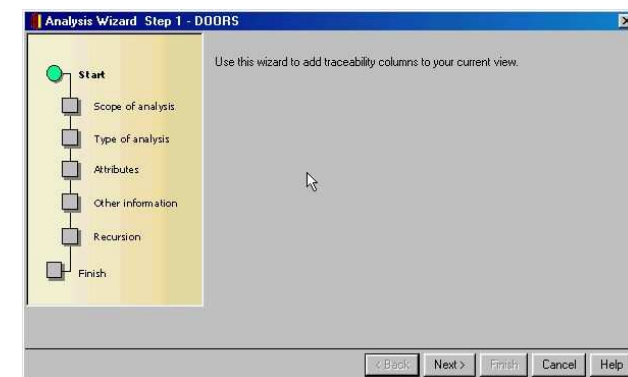 Analysis Wizard Step 1 - DOORS
Use this wizard to add traceability columns to your current view.
Start
Scope of analysis
Type of analysis
Attributes
Other information
Recursion
Finish
< Back Next > Finish Cancel Help